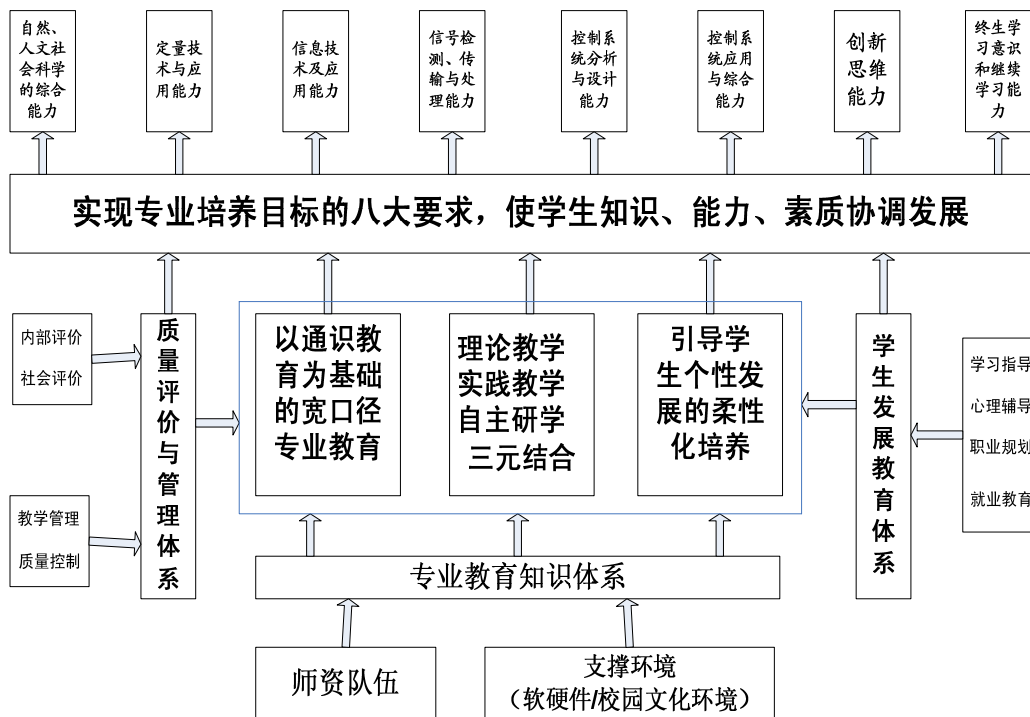 自然、
人文社
会科学
的综合
能力
定量技
术与应
用能力
信息技
术及应
用能力
信号检
测、传
输与处
理能力
控制系
统分析
与设计
能力
控制系
统应用
与综合
能力
创新
思维
能力
终生学
习意识
和继续
学习能
力
实现专业培养目标的八大要求，使学生知识、能力、素质协调发展
内部评价
社会评价
教学管理
质量控制
质量评价与管理体系
以通识教
育为基础
的宽口径
专业教育
理论教学
实践教学
自主研学
三元结合
引导学
生个性发
展的柔性
化培养
学生发展教育体系
学习指导
心理辅导
职业规划
就业教育
专业教育知识体系
师资队伍
支撑环境
（软硬件/校园文化环境）